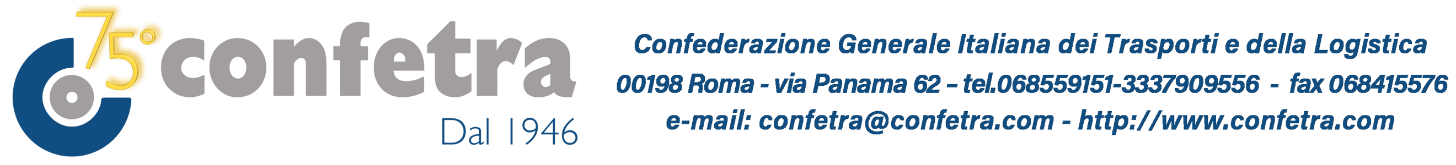 75° confetra
Dal 1946
Confederazione Generale Italiana dei Trasporti e della Logistica
00198 Roma - via Panama 62 – tel.068559151-3337909556 - fax 068415576
e-mail: confetra@confetra.com - http://www.confetra.com